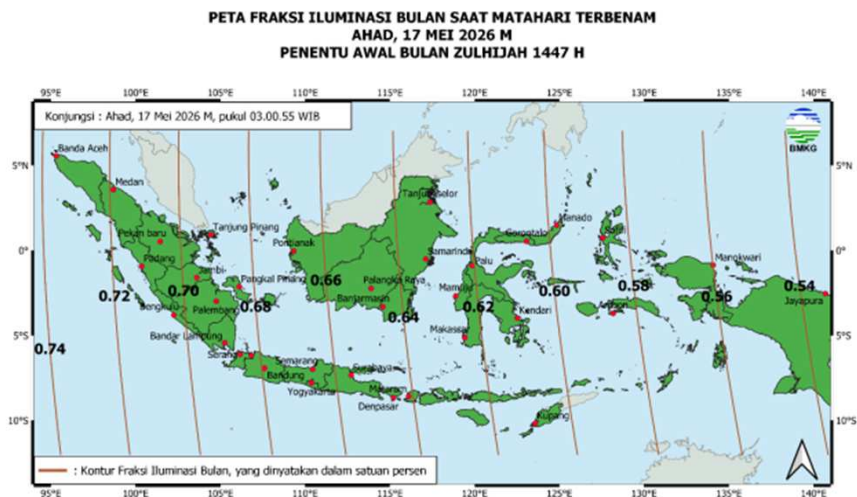 PETA FRAKSI ILUMINASI BULAN SAAT MATAHARI TERBENAM
AHAD, 17 MEI 2026 M
PENENTU AWAL BULAN ZULHIJAH 1447 H
95°E 100°E 105°E 110°E 115°E 120°E 125°E 130°E 135°E 140°E
Konjungsi : Ahad, 17 Mei 2026 M, pukul 03.00.55 WIB
BMKG
Banda Aceh
5°N 5°N
Medan
Tanjung Selor
Manado
Pekan baru Tanjung Pinang
Gorontalo
0° Pontianak 0°
Samarinda
Padang Palu Manokwari
Jambi Pangkal Pinang 0.66 Palangka Raya
0.72 0.70 0.68 0.62 0.60 0.58 0.56 0.54
Mamuju
Jayapura
Bengkulu Palembang Banjarmasin 0.64 Kendari Ambon
Bandar Lampung Makassar
5°S 5°S
0.74
Serang Semarang Surabaya
Bandung Mataram
Yogyakarta Denpasar
10°S Kupang 10°S
: Kontur Fraksi Iluminasi Bulan, yang dinyatakan dalam satuan persen
95°E 100°E 105°E 110°E 115°E 120°E 125°E 130°E 135°E 140°E